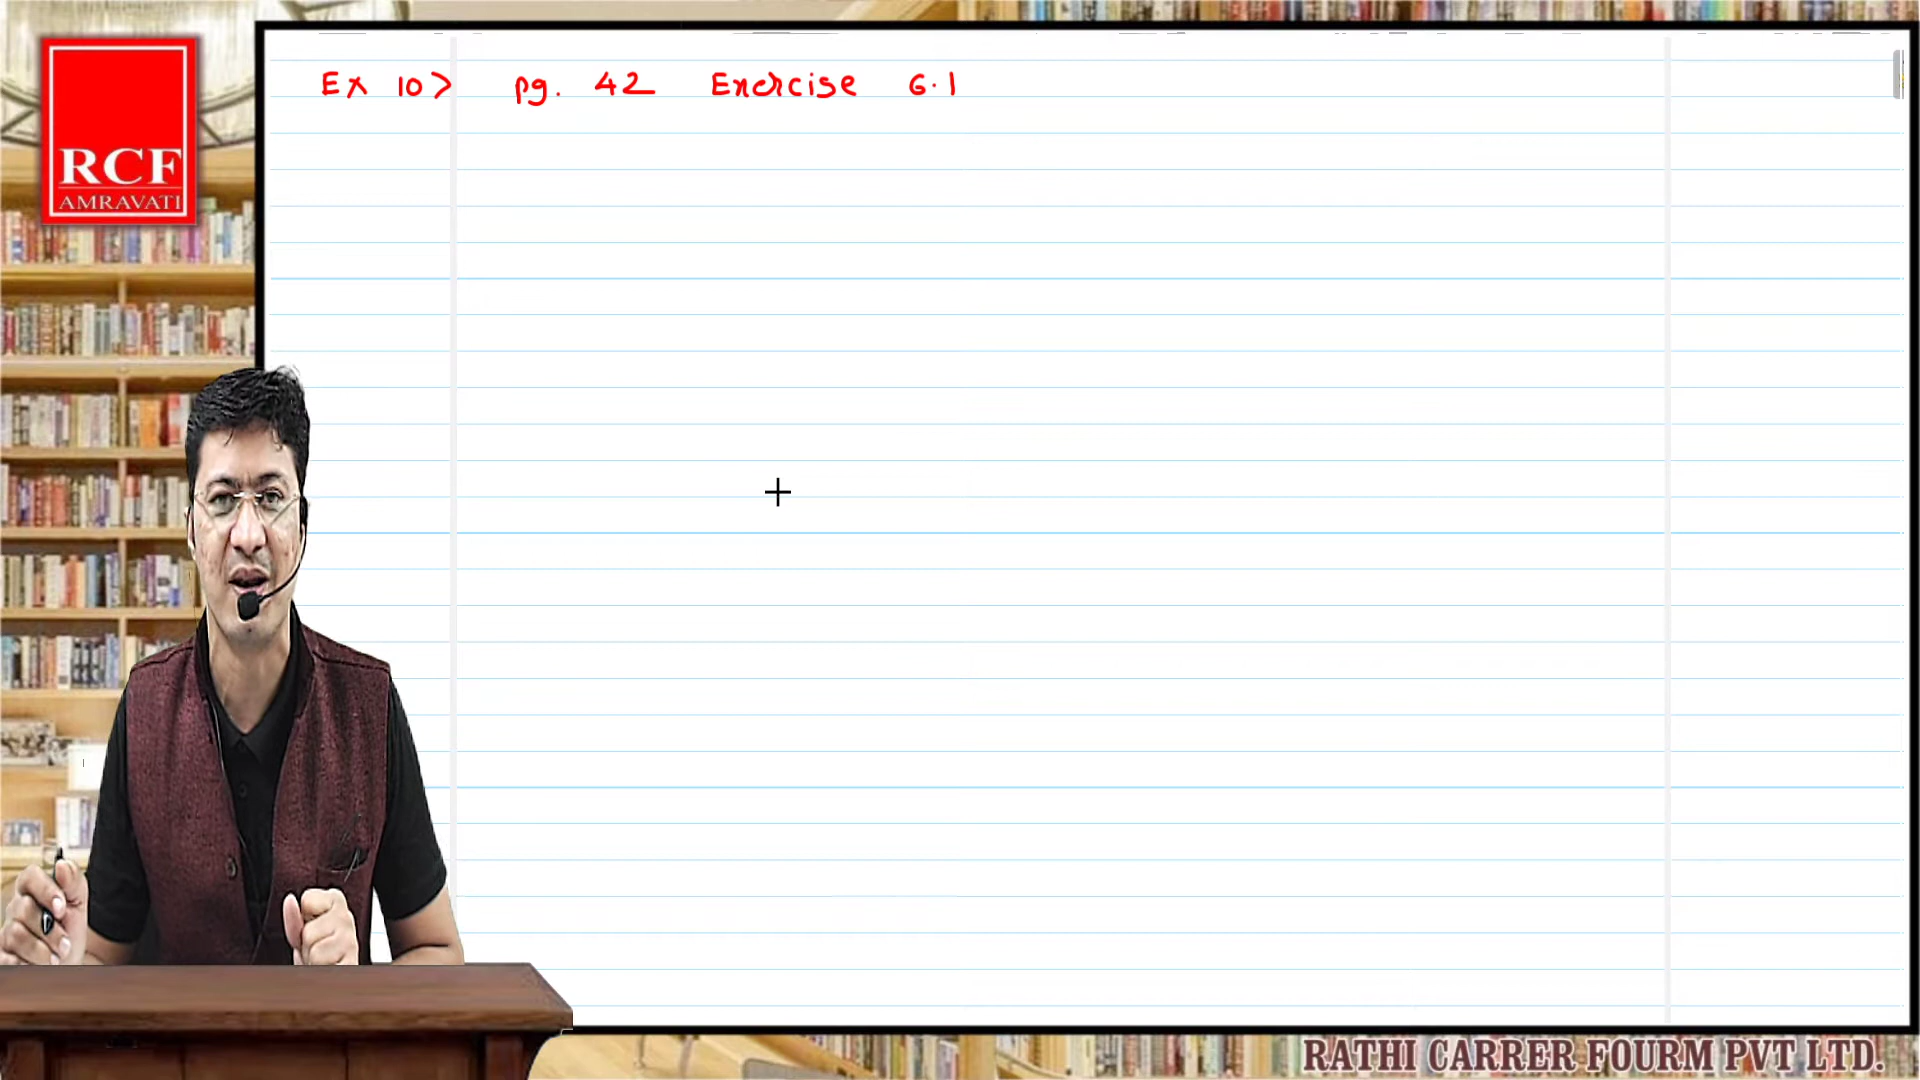 RCF
AMRAVATI
Ex 10> pg. 42 Exercise 6.1
RATHI CARRER FOURM PVT LTD.